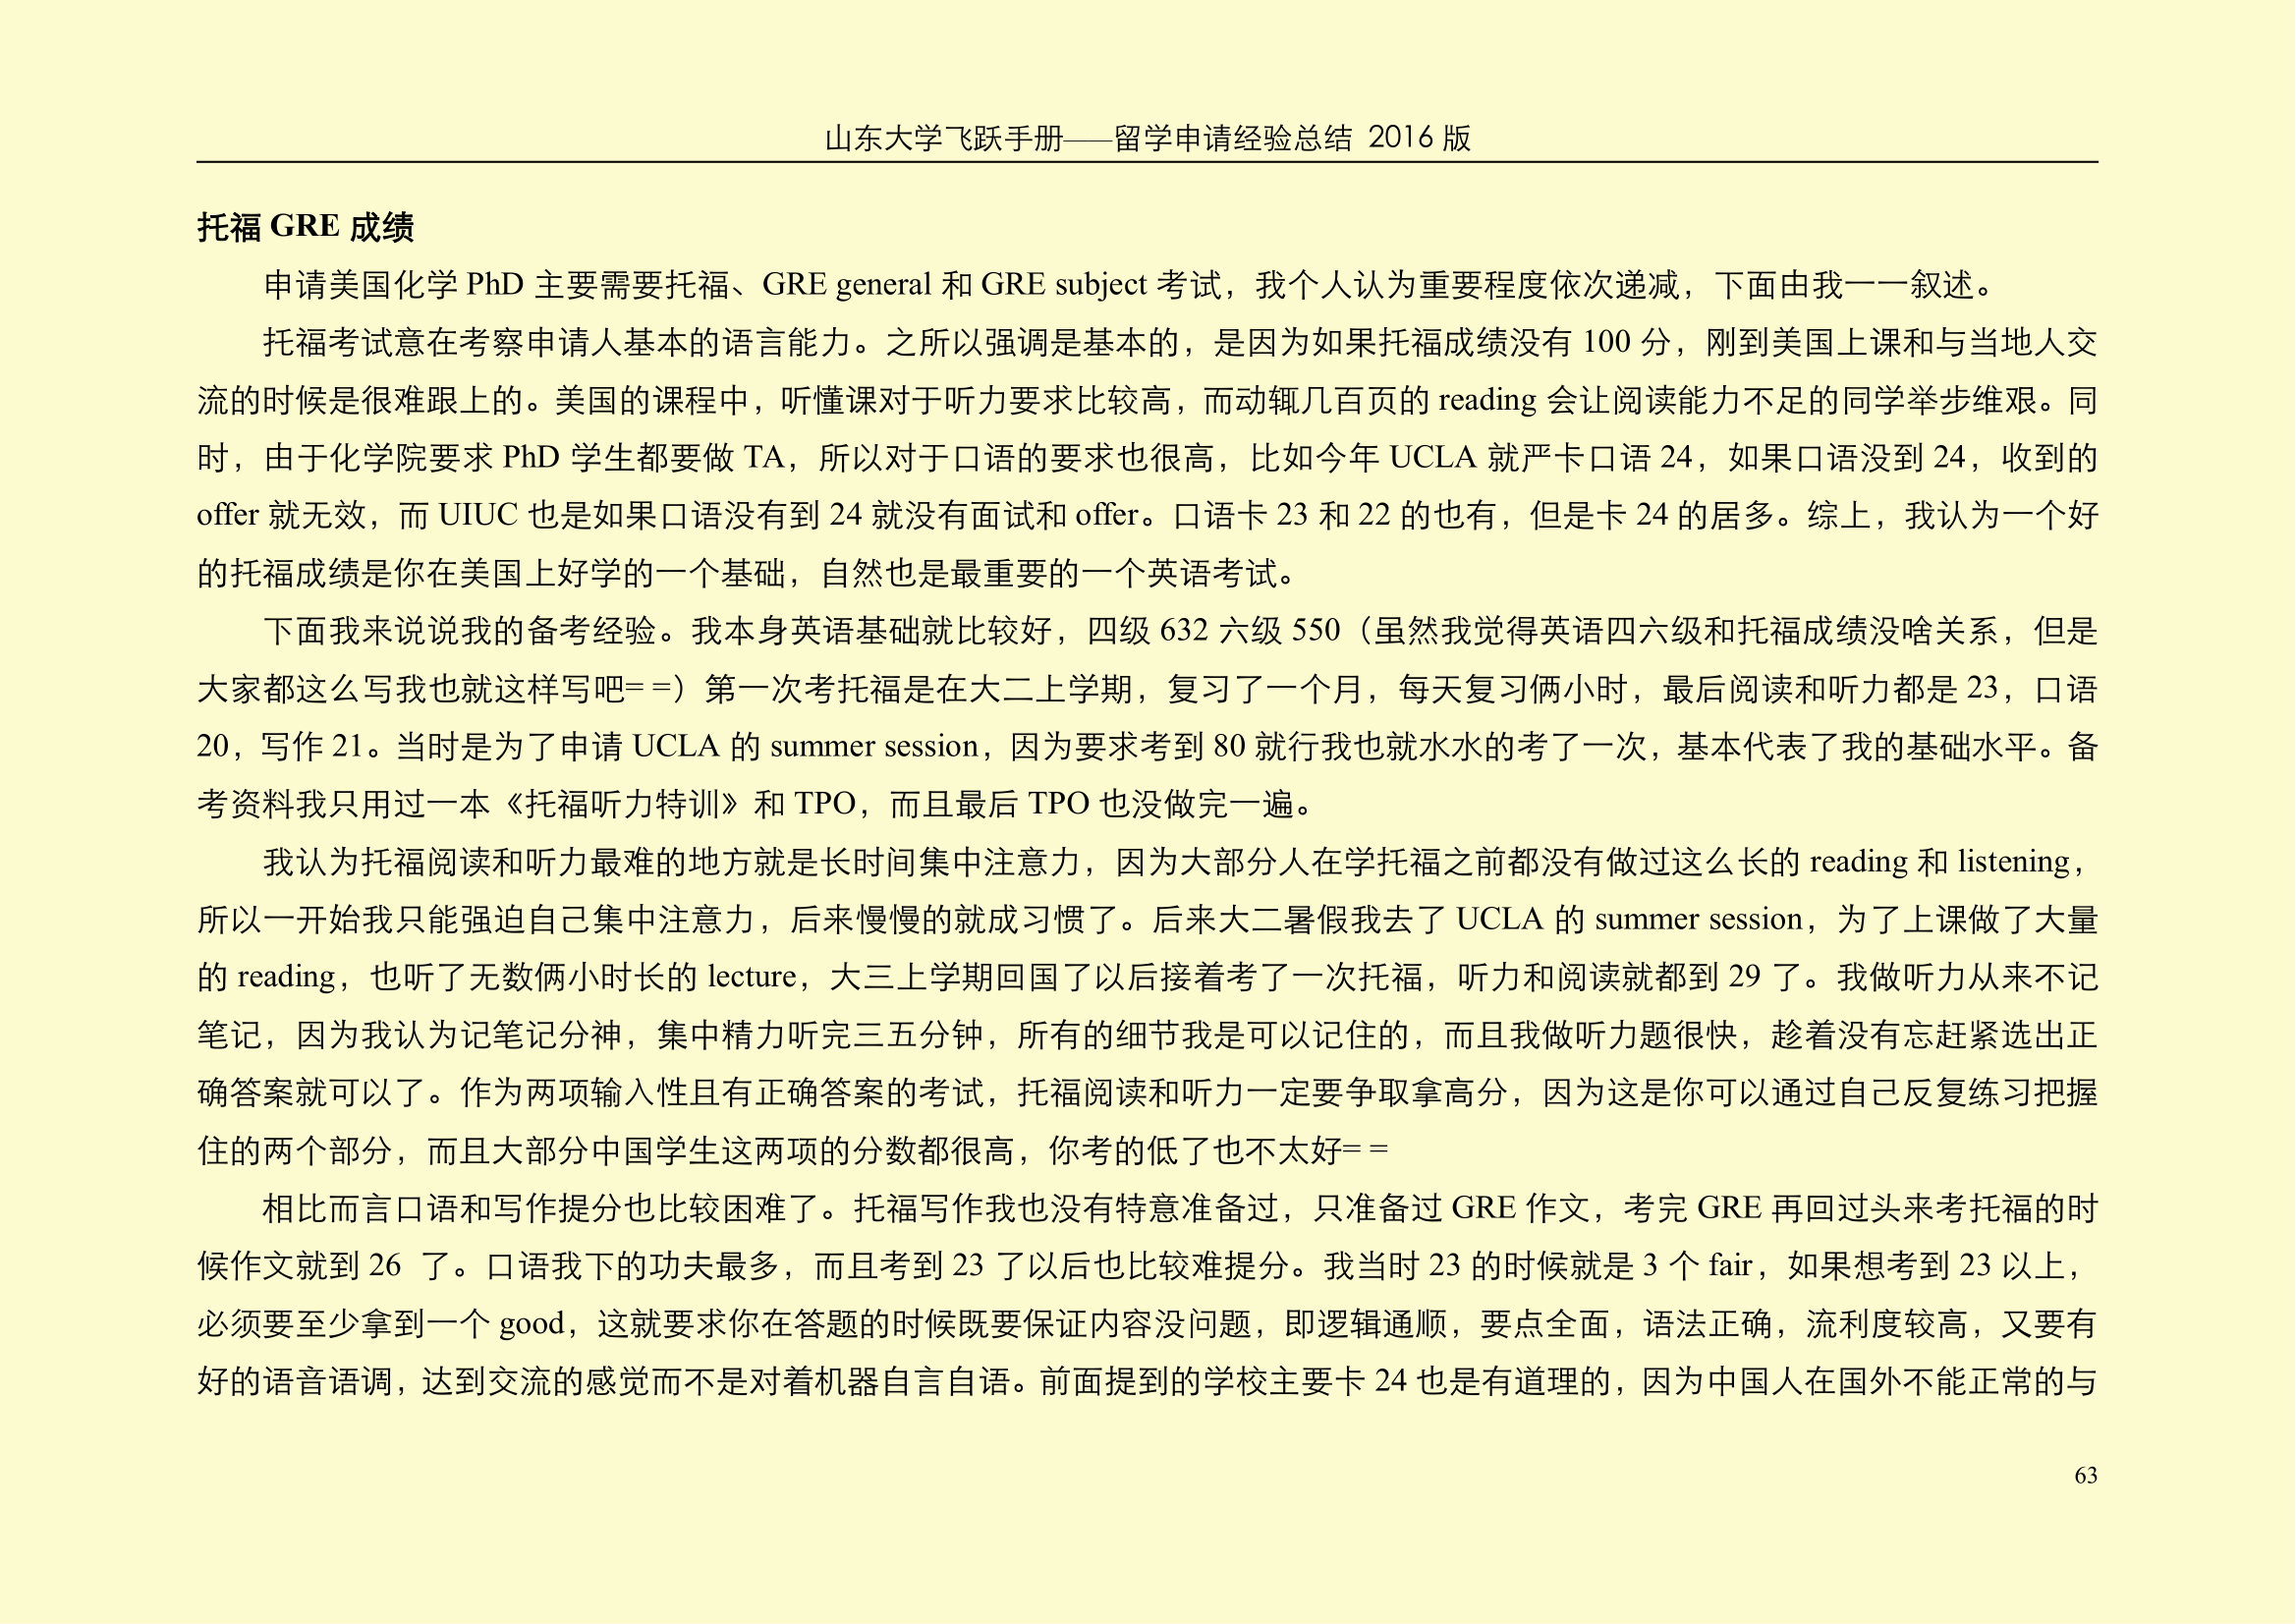 山东大学飞跃手册——留学申请经验总结 2016 版
托福 GRE 成绩
申请美国化学 PhD 主要需要托福、GRE general 和 GRE subject 考试，我个人认为重要程度依次递减，下面由我一一叙述。
托福考试意在考察申请人基本的语言能力。之所以强调是基本的，是因为如果托福成绩没有 100 分，刚到美国上课和与当地人交
流的时候是很难跟上的。美国的课程中，听懂课对于听力要求比较高，而动辄几百页的 reading 会让阅读能力不足的同学举步维艰。同
时，由于化学院要求 PhD 学生都要做 TA，所以对于口语的要求也很高，比如今年 UCLA 就严卡口语 24，如果口语没到 24，收到的
offer 就无效，而 UIUC 也是如果口语没有到 24 就没有面试和 offer。口语卡 23 和 22 的也有，但是卡 24 的居多。综上，我认为一个好
的托福成绩是你在美国上好学的一个基础，自然也是最重要的一个英语考试。
下面我来说说我的备考经验。我本身英语基础就比较好，四级 632 六级 550（虽然我觉得英语四六级和托福成绩没啥关系，但是
大家都这么写我也就这样写吧= =）第一次考托福是在大二上学期，复习了一个月，每天复习俩小时，最后阅读和听力都是 23，口语
20，写作 21。当时是为了申请 UCLA 的 summer session，因为要求考到 80 就行我也就水水的考了一次，基本代表了我的基础水平。备
考资料我只用过一本《托福听力特训》和 TPO，而且最后 TPO 也没做完一遍。
我认为托福阅读和听力最难的地方就是长时间集中注意力，因为大部分人在学托福之前都没有做过这么长的 reading 和 listening，
所以一开始我只能强迫自己集中注意力，后来慢慢的就成习惯了。后来大二暑假我去了 UCLA 的 summer session，为了上课做了大量
的 reading，也听了无数俩小时长的 lecture，大三上学期回国了以后接着考了一次托福，听力和阅读就都到 29 了。我做听力从来不记
笔记，因为我认为记笔记分神，集中精力听完三五分钟，所有的细节我是可以记住的，而且我做听力题很快，趁着没有忘赶紧选出正
确答案就可以了。作为两项输入性且有正确答案的考试，托福阅读和听力一定要争取拿高分，因为这是你可以通过自己反复练习把握
住的两个部分，而且大部分中国学生这两项的分数都很高，你考的低了也不太好= =
相比而言口语和写作提分也比较困难了。托福写作我也没有特意准备过，只准备过 GRE 作文，考完 GRE 再回过头来考托福的时
候作文就到 26 了。口语我下的功夫最多，而且考到 23 了以后也比较难提分。我当时 23 的时候就是 3 个 fair，如果想考到 23 以上，
必须要至少拿到一个 good，这就要求你在答题的时候既要保证内容没问题，即逻辑通顺，要点全面，语法正确，流利度较高，又要有
好的语音语调，达到交流的感觉而不是对着机器自言自语。前面提到的学校主要卡 24 也是有道理的，因为中国人在国外不能正常的与
63